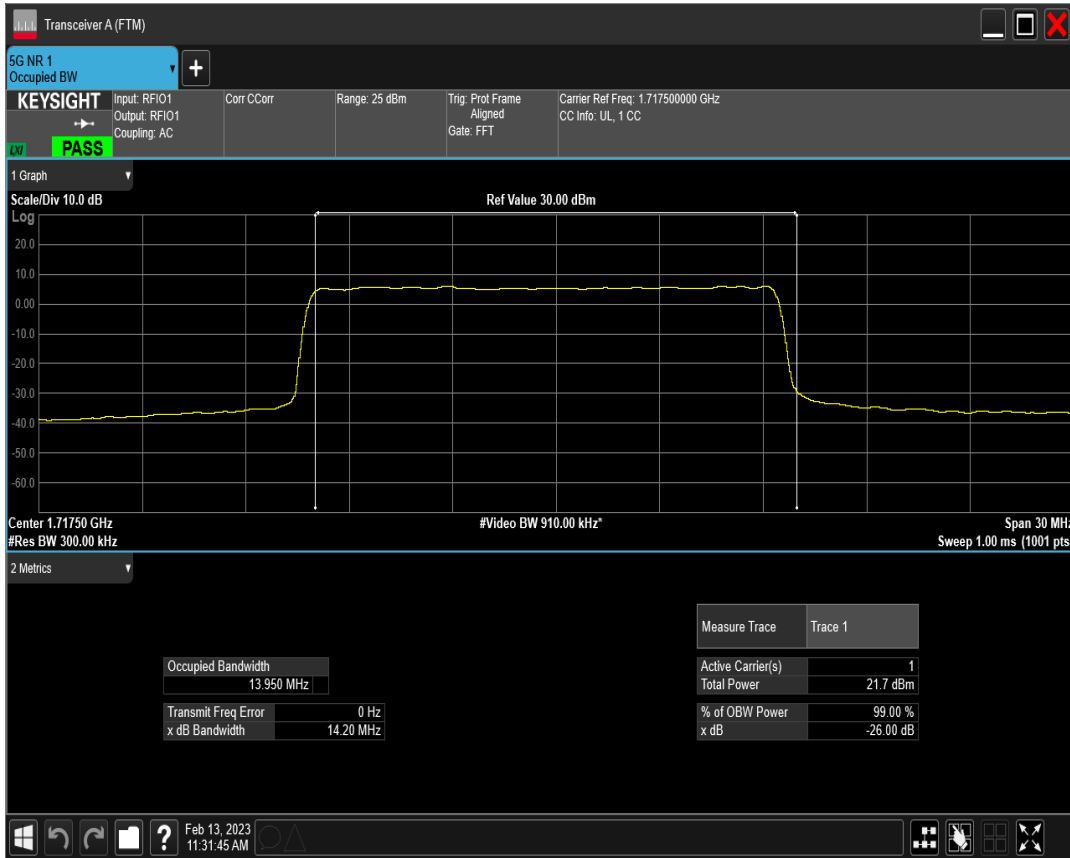 Transceiver A (FTM)
5G NR 1
Occupied BW
+
KEYSIGHT
Input: RFIO1
Output: RFIO1
Coupling: AC
Corr CCorr
Range: 25 dBm
Trig: Prot Frame
Aligned
Gate: FFT
Carrier Ref Freq: 1.717500000 GHz
CC Info: UL, 1 CC
LXI
PASS
1 Graph
Scale/Div 10.0 dB
Ref Value 30.00 dBm
Log
20.0
10.0
0.00
-10.0
-20.0
-30.0
-40.0
-50.0
-60.0
Center 1.71750 GHz
#Video BW 910.00 kHz*
Span 30 MHz
#Res BW 300.00 kHz
Sweep 1.00 ms (1001 pts
2 Metrics
Measure Trace Trace 1
Occupied Bandwidth
13.950 MHz
Active Carrier(s) 1
Total Power 21.7 dBm
Transmit Freq Error 0 Hz
x dB Bandwidth 14.20 MHz
% of OBW Power 99.00 %
x dB -26.00 dB
?
Feb 13, 2023
11:31:45 AM